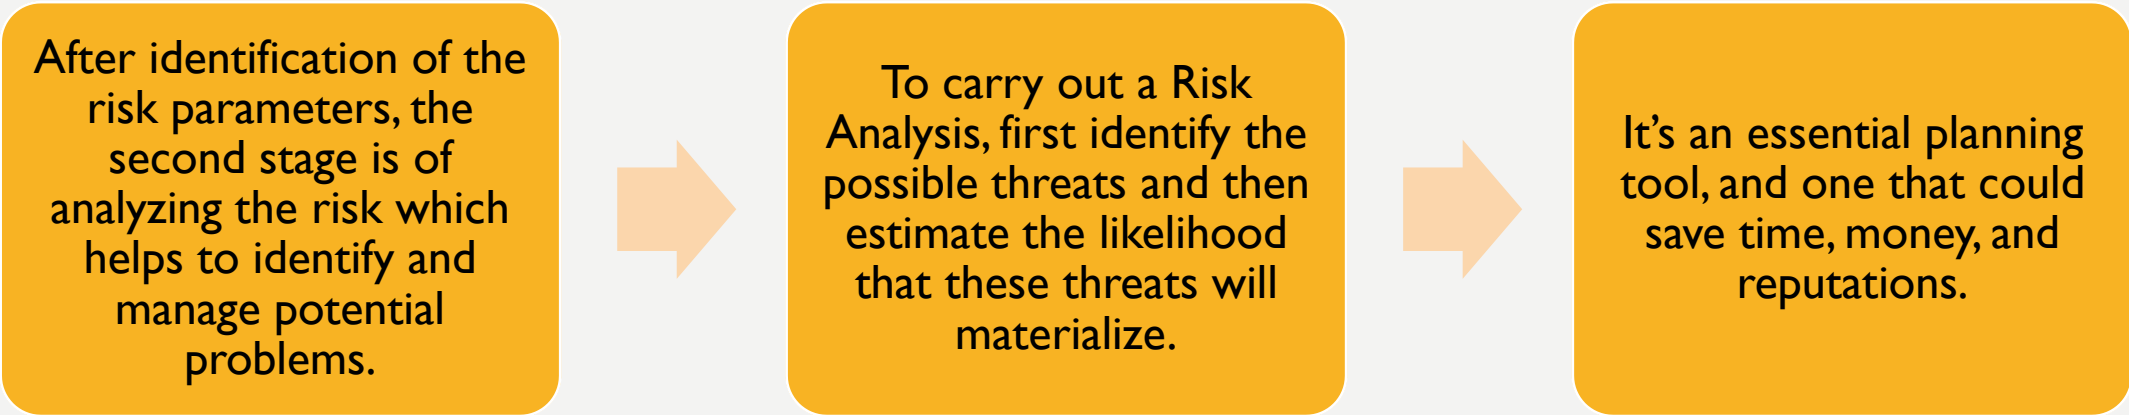 After identification of the
risk parameters, the
second stage is of
analyzing the risk which
helps to identify and
manage potential
problems.
To carry out a Risk
Analysis, first identify the
possible threats and then
estimate the likelihood
that these threats will
materialize.
It’s an essential planning
tool, and one that could
save time, money, and
reputations.